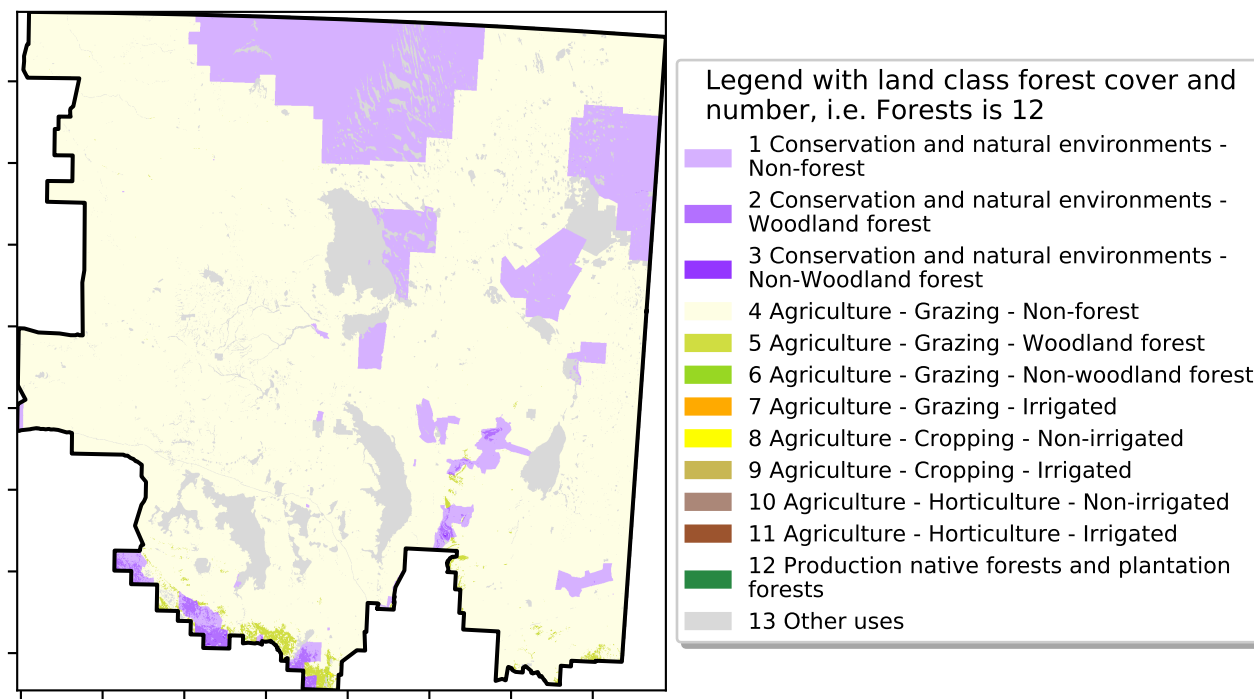 Legend with land class forest cover and
number, i.e. Forests is 12
1 Conservation and natural environments -
Non-forest
2 Conservation and natural environments -
Woodland forest
3 Conservation and natural environments -
Non-Woodland forest
4 Agriculture - Grazing - Non-forest
5 Agriculture - Grazing - Woodland forest
6 Agriculture - Grazing - Non-woodland forest
7 Agriculture - Grazing - Irrigated
8 Agriculture - Cropping - Non-irrigated
9 Agriculture - Cropping - Irrigated
10 Agriculture - Horticulture - Non-irrigated
11 Agriculture - Horticulture - Irrigated
12 Production native forests and plantation
forests
13 Other uses